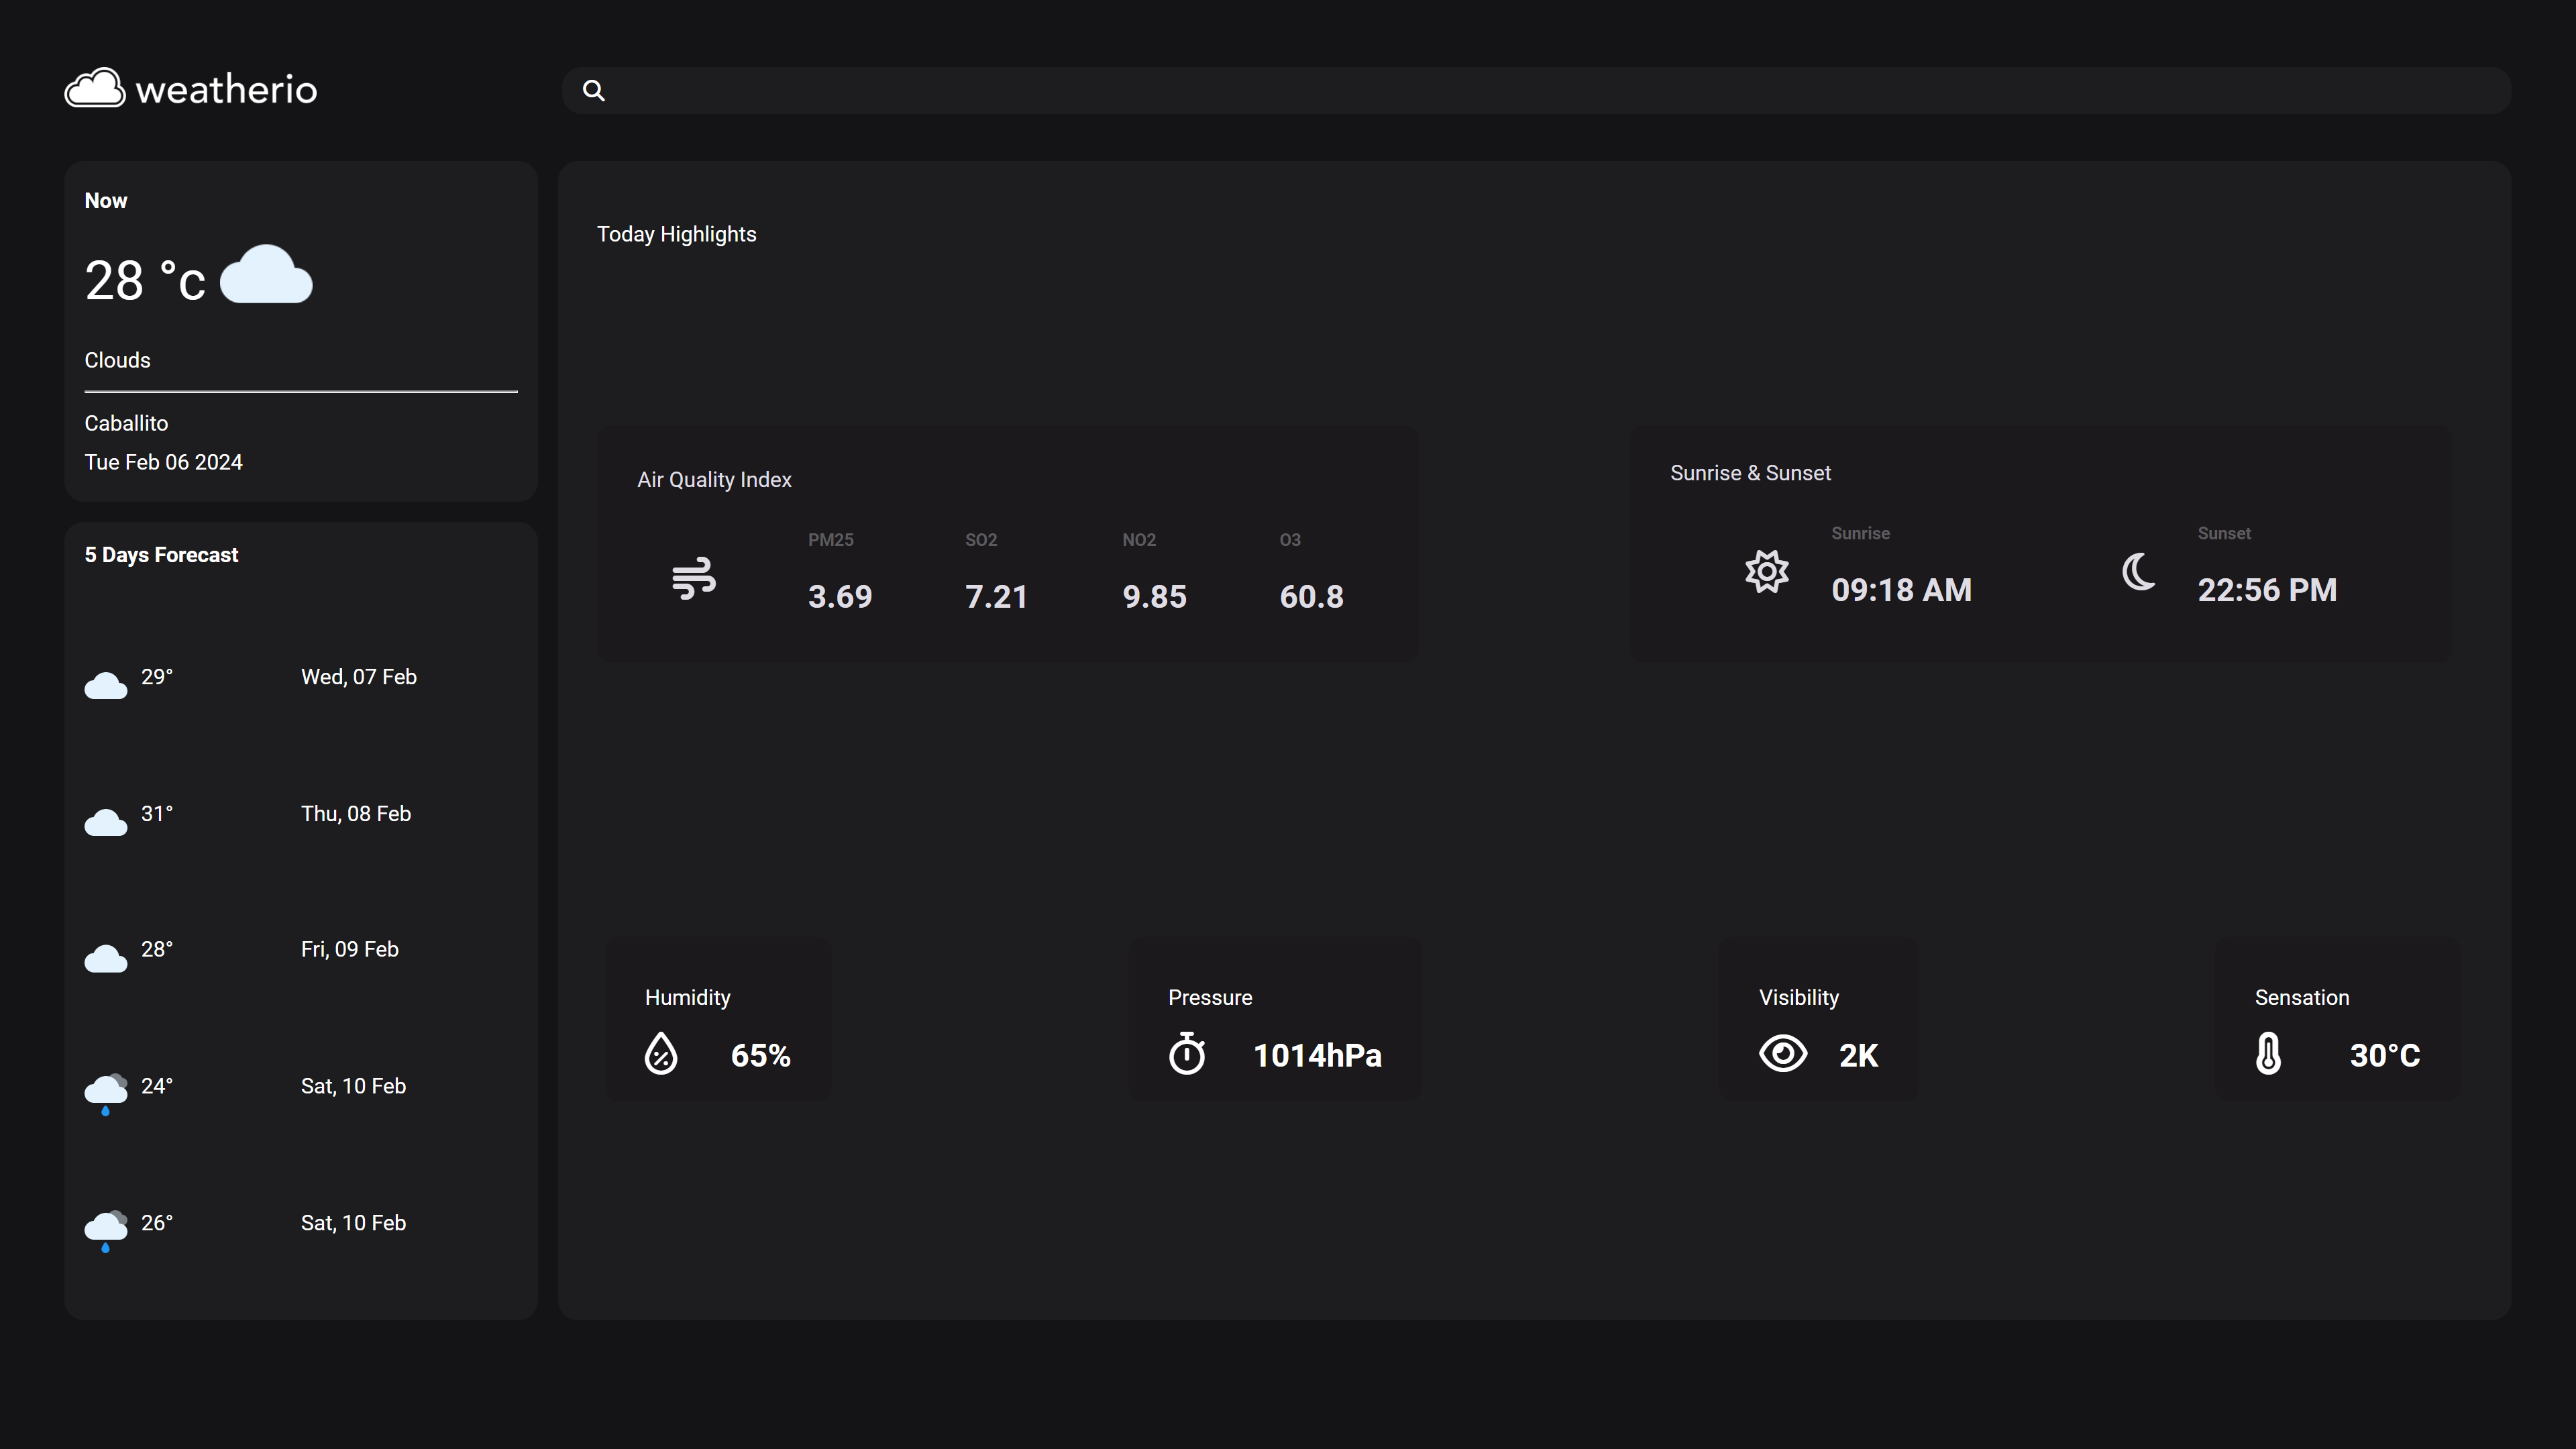 weatherio
Now
28 °c
Clouds
Caballito
Tue Feb 06 2024
5 Days Forecast
29° Wed, 07 Feb
31° Thu, 08 Feb
28° Fri, 09 Feb
24° Sat, 10 Feb
26° Sat, 10 Feb
Today Highlights
Air Quality Index
PM25 SO2 NO2 O3
3.69 7.21 9.85 60.8
Sunrise & Sunset
Sunrise Sunset
09:18 AM 22:56 PM
Humidity
65%
Pressure
1014hPa
Visibility
2K
Sensation
30°C